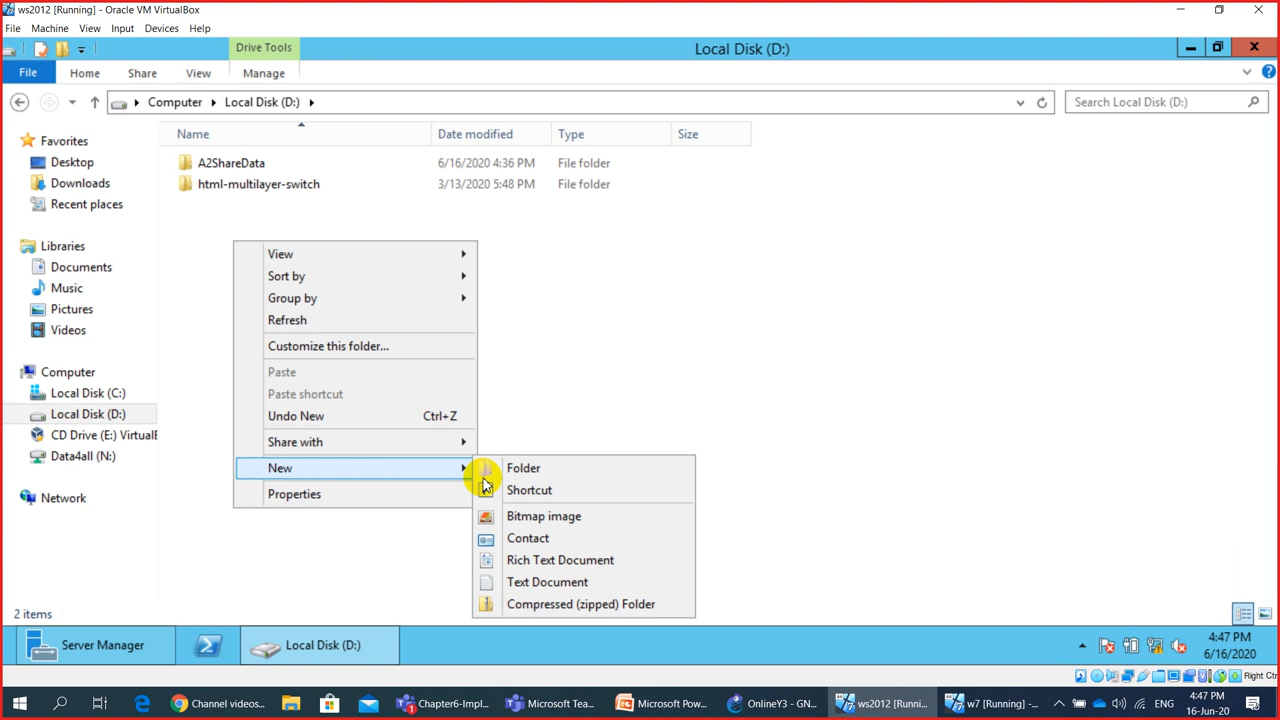 ws2012 [Running] - Oracle VM VirtualBox
File Machine View Input Devices Help
Drive Tools
Local Disk (D:)
File Home Share View Manage
Computer Local Disk (D:)
Search Local Disk (D:)
Name Date modified Type Size
A2ShareData 6/16/2020 4:36 PM File folder
html-multilayer-switch 3/13/2020 5:48 PM File folder
Favorites
Desktop
Downloads
Recent places
Libraries
Documents
Music
Pictures
Videos
Computer
Local Disk (C:)
Local Disk (D:)
CD Drive (E:) Virtual
Data4all (N:)
Network
View
Sort by
Group by
Refresh
Customize this folder...
Paste
Paste shortcut
Undo New Ctrl+Z
Share with
New
Properties
Folder
Shortcut
Bitmap image
Contact
Rich Text Document
Text Document
Compressed (zipped) Folder
2 items
Server Manager
Local Disk (D:)
4:47 PM
6/16/2020
Right Ctr
Channel videos...
Chapter6-Impl...
Microsoft Tea...
Microsoft Pow...
OnlineY3 - GN...
ws2012 [Runni...
w7 [Running] -...
4:47 PM
16-Jun-20